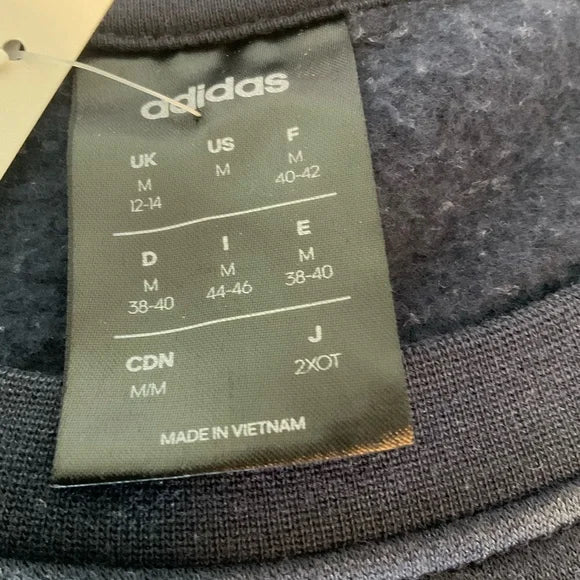 adidas
UK US F
M M M
12-14 40-42
D I E
M M M
38-40 44-46 38-40
CDN J
M/M 2XOT
MADE IN VIETNAM